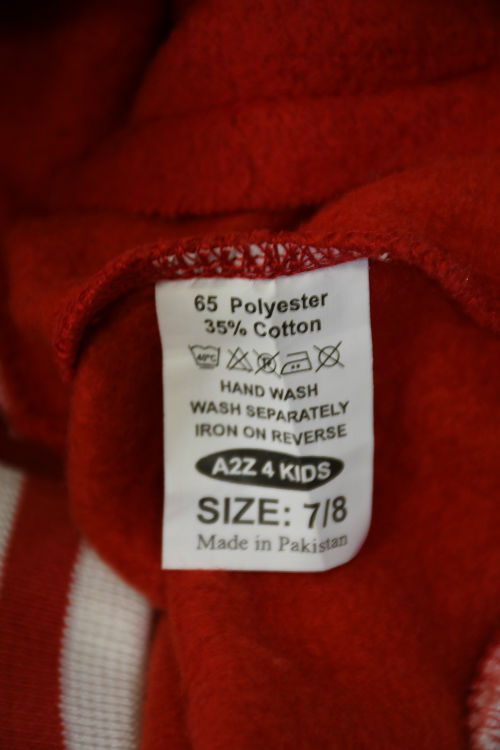 65 Polyester
35% Cotton
40°C
HAND WASH
WASH SEPARATELY
IRON ON REVERSE
A2Z 4 KIDS
SIZE: 7/8
Made in Pakistan